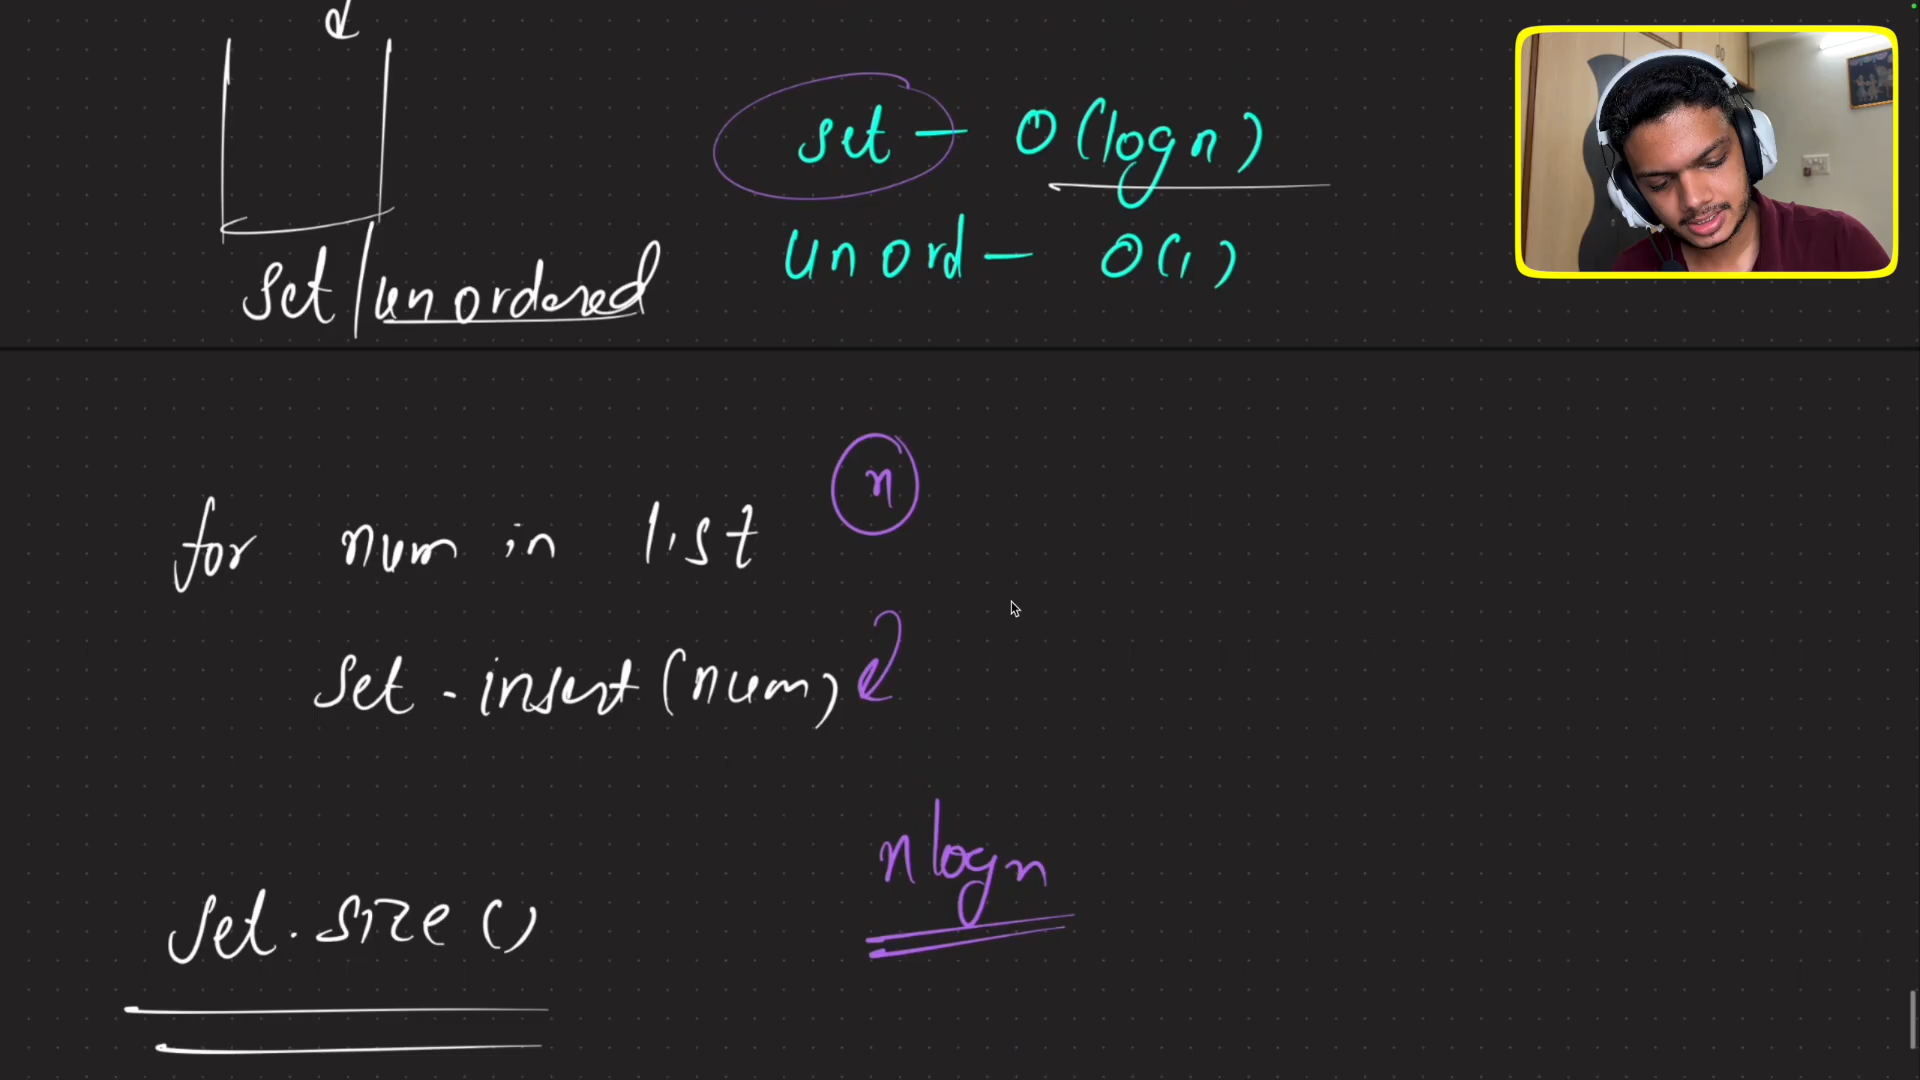 set - O(log n)
unord - O(1)
set/unordered
n
for num in list
set.insert(num)
n log n
set.size()